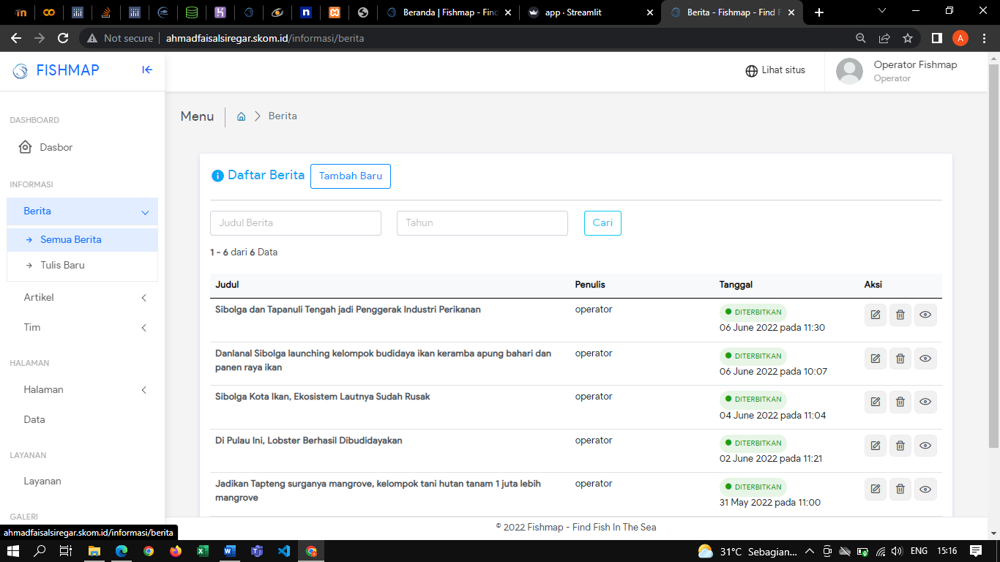 Beranda | Fishmap - Find
app · Streamlit
Berita - Fishmap - Find F
Not secure
ahmadfaisalsiregar.skom.id/informasi/berita
A
FISHMAP
Lihat situs
Operator Fishmap
Operator
Menu
Berita
DASHBOARD
Dasbor
INFORMASI
Berita
Semua Berita
Tulis Baru
Artikel
Tim
HALAMAN
Halaman
Data
LAYANAN
Layanan
GALERI
Daftar Berita
Tambah Baru
Judul Berita
Tahun
Cari
1 - 6 dari 6 Data
Judul Penulis Tanggal Aksi
Sibolga dan Tapanuli Tengah jadi Penggerak Industri Perikanan
operator
DITERBITKAN
06 June 2022 pada 11:30
Danlanal Sibolga launching kelompok budidaya ikan keramba apung bahari dan
panen raya ikan
operator
DITERBITKAN
06 June 2022 pada 10:07
Sibolga Kota Ikan, Ekosistem Lautnya Sudah Rusak
operator
DITERBITKAN
04 June 2022 pada 11:04
Di Pulau Ini, Lobster Berhasil Dibudidayakan
operator
DITERBITKAN
02 June 2022 pada 11:21
Jadikan Tapteng surganya mangrove, kelompok tani hutan tanam 1 juta lebih
mangrove
operator
DITERBITKAN
31 May 2022 pada 11:00
© 2022 Fishmap - Find Fish In The Sea
ahmadfaisalsiregar.skom.id/informasi/berita
31°C Sebagian...
ENG
15:16